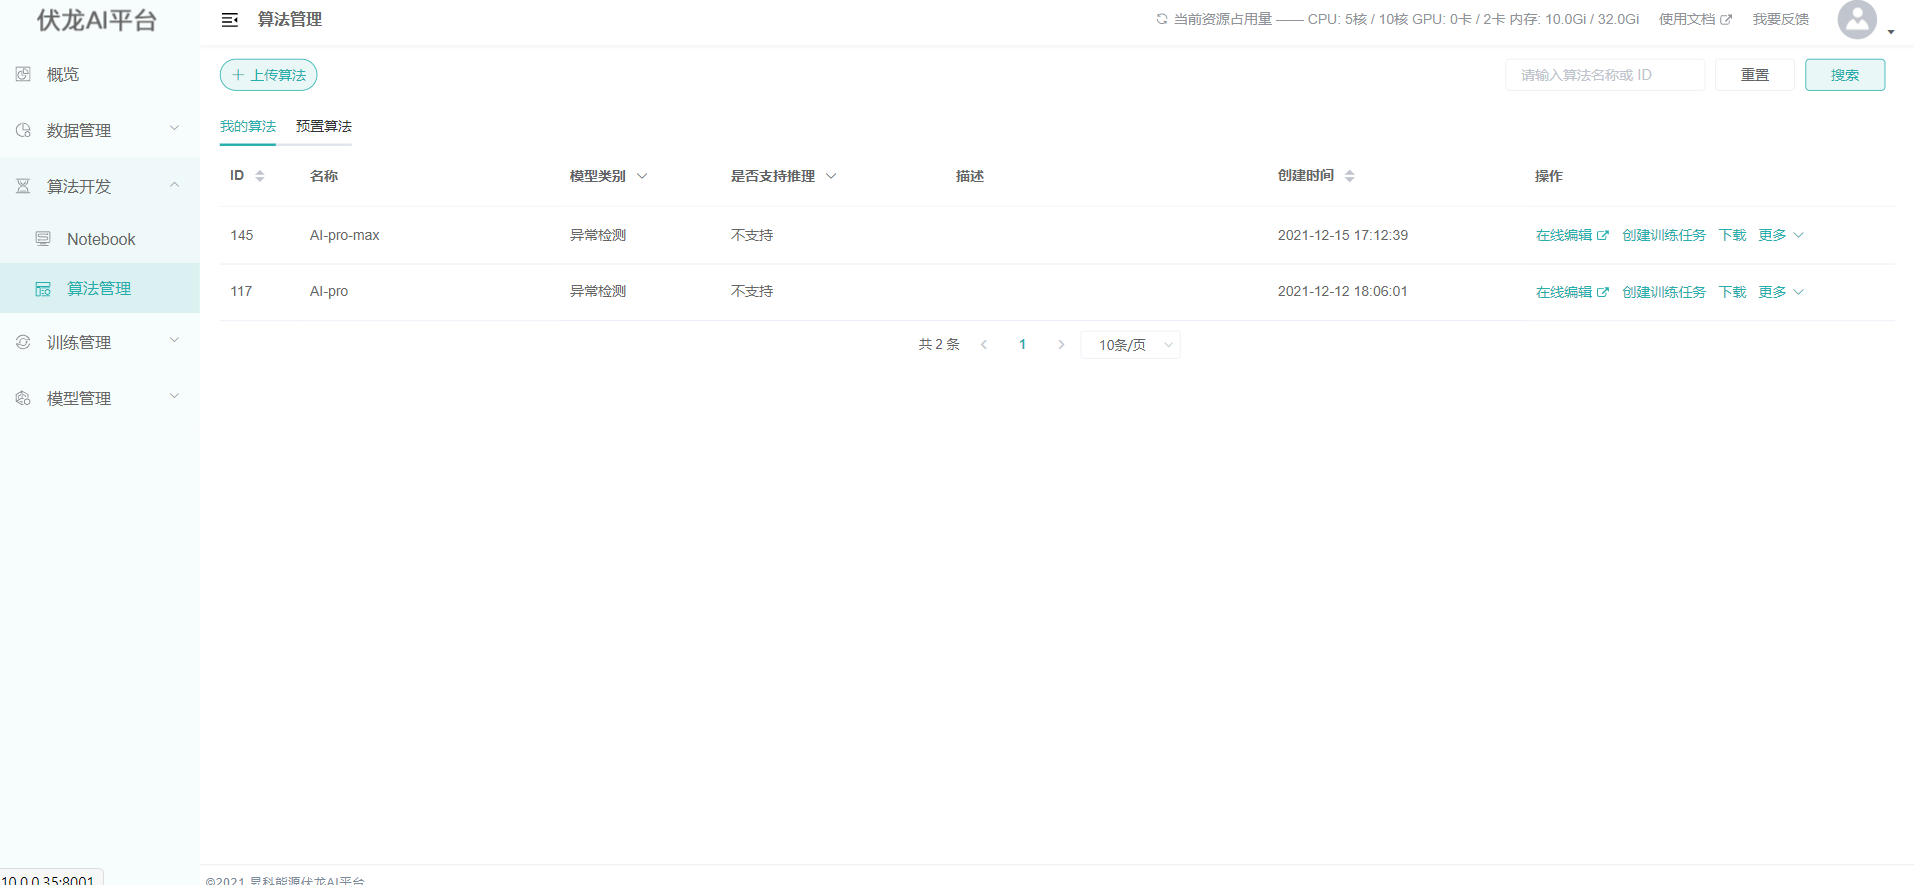 伏龙AI平台
算法管理
当前资源占用量 —— CPU: 5核 / 10核 GPU: 0卡 / 2卡 内存: 10.0Gi / 32.0Gi
使用文档
我要反馈
概览
数据管理
算法开发
Notebook
算法管理
训练管理
模型管理
上传算法
请输入算法名称或 ID
重置
搜索
我的算法 预置算法
ID 名称 模型类别 是否支持推理 描述 创建时间 操作
145 AI-pro-max 异常检测 不支持 2021-12-15 17:12:39 在线编辑 创建训练任务 下载 更多
117 AI-pro 异常检测 不支持 2021-12-12 18:06:01 在线编辑 创建训练任务 下载 更多
共 2 条 1 10条/页
10.0.0.35:8001
©2021 昱科能源伏龙AI平台